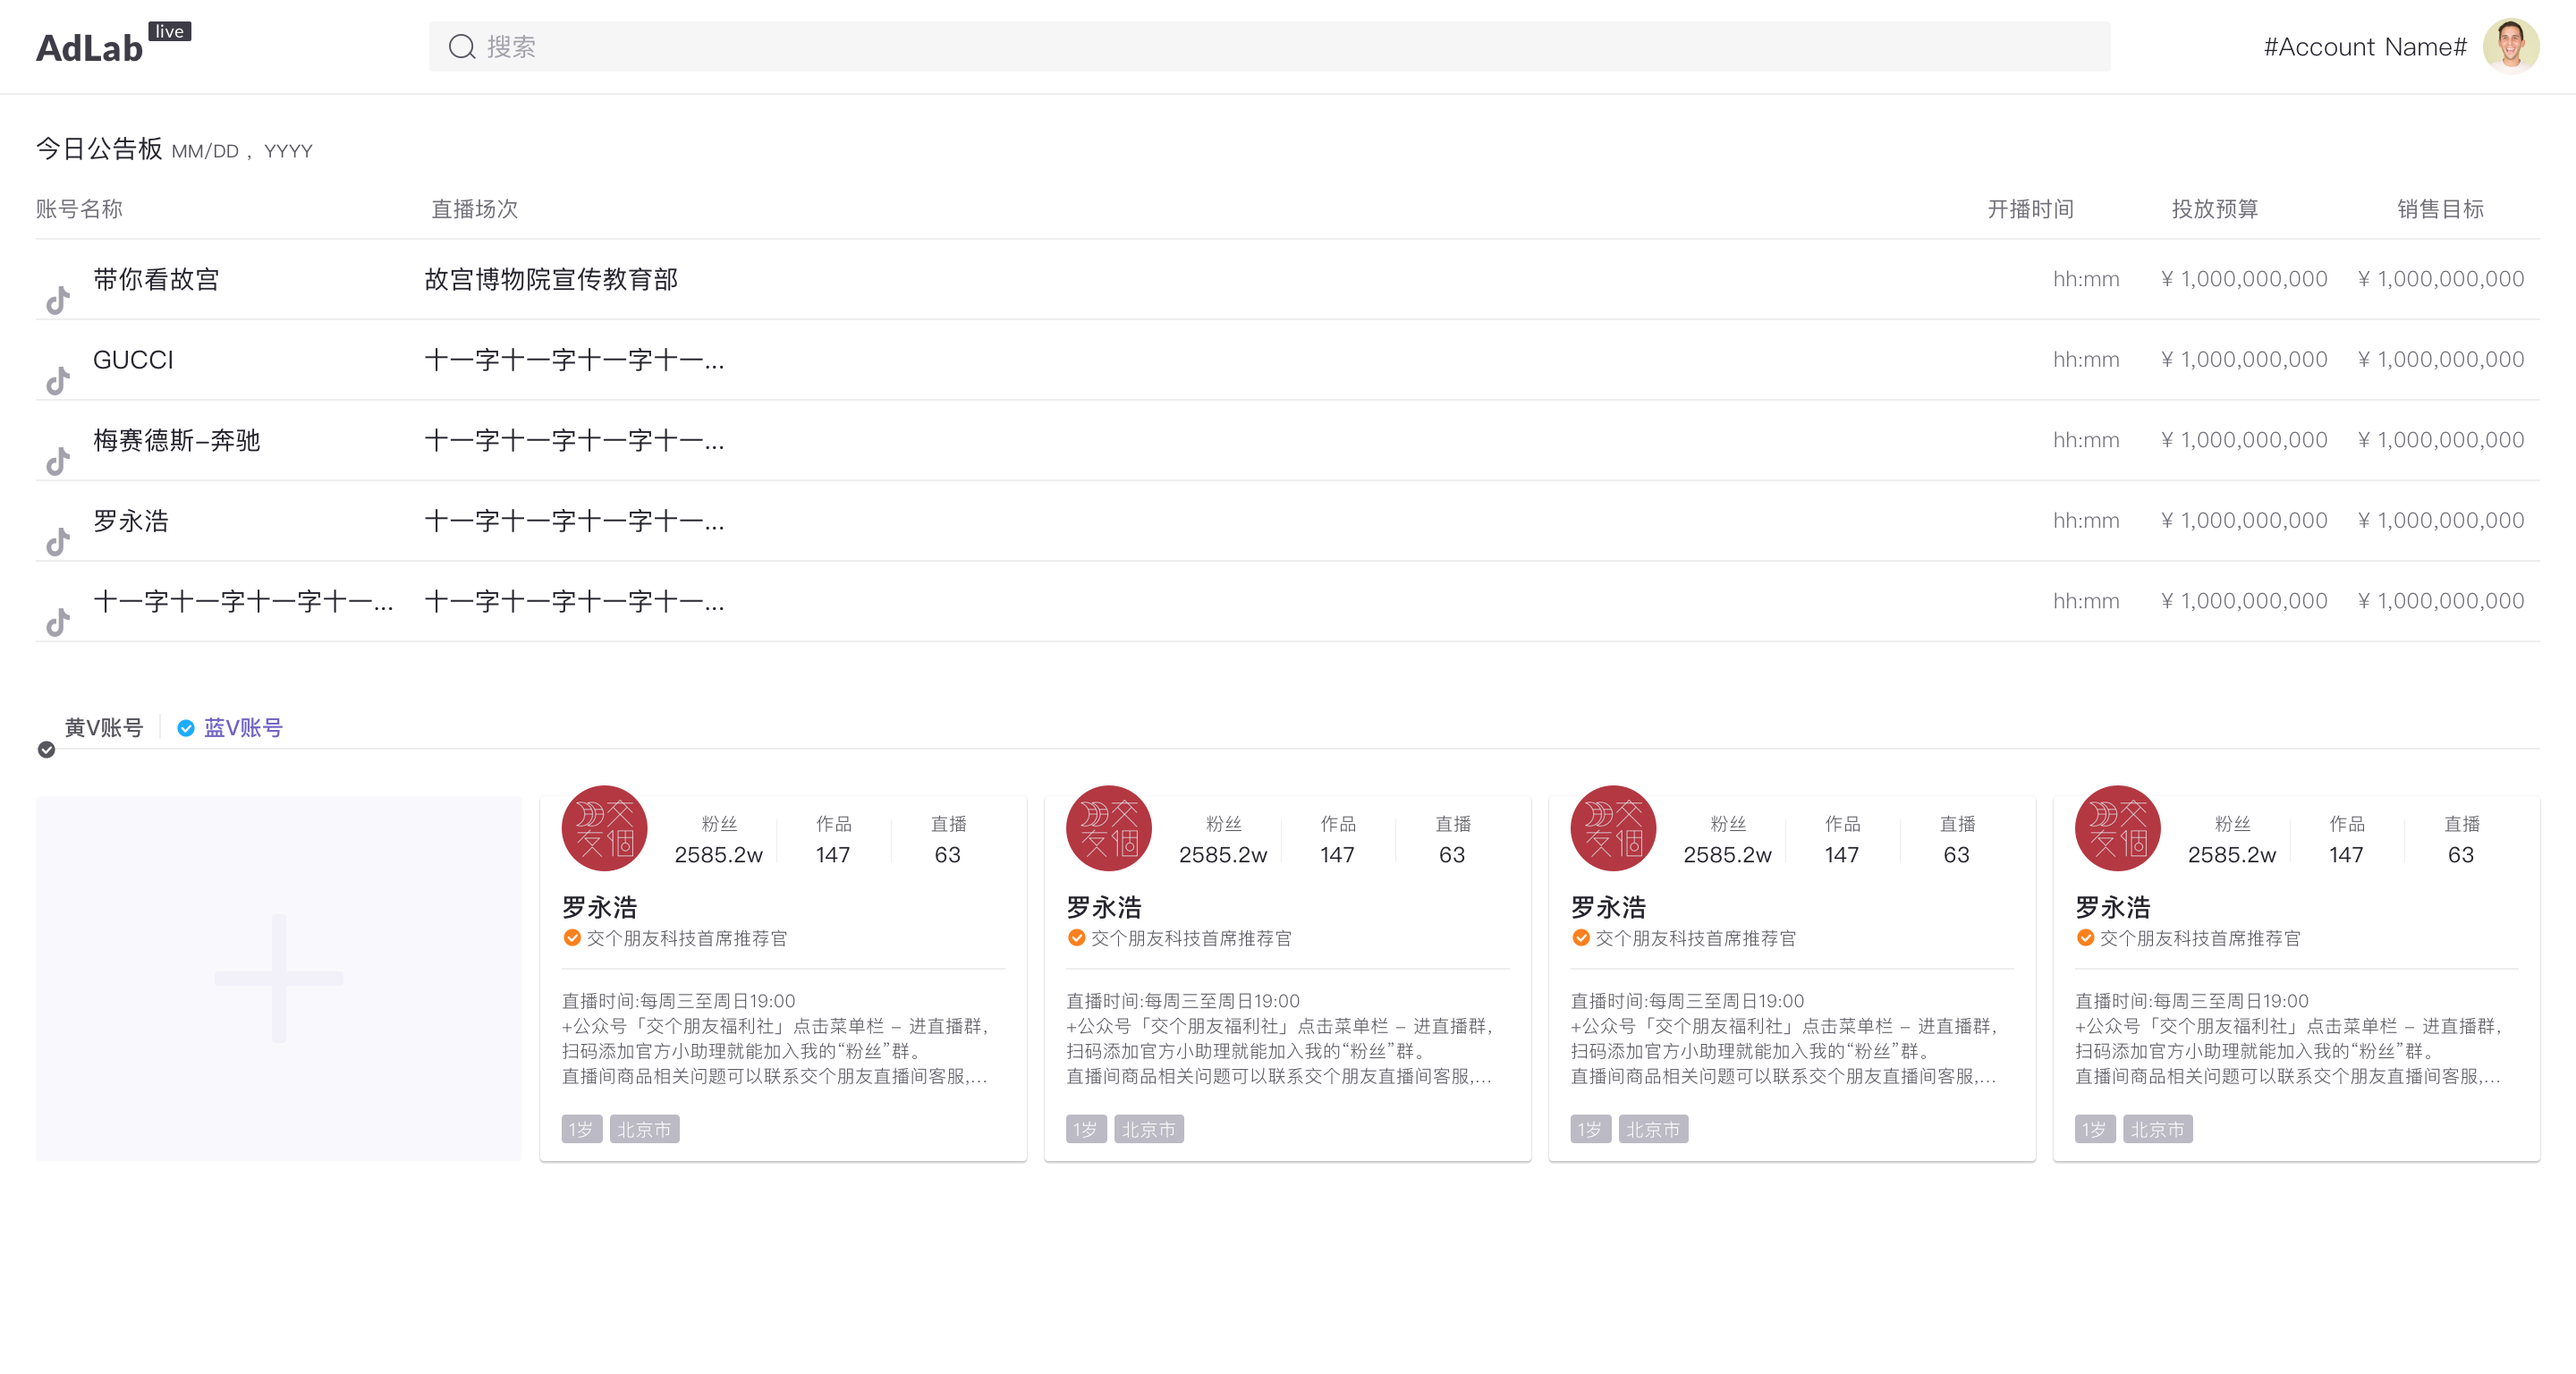 AdLab live
搜索
#Account Name#
今日公告板 MM/DD , YYYY
账号名称 直播场次 开播时间 投放预算 销售目标
带你看故宫 故宫博物院宣传教育部 hh:mm ¥ 1,000,000,000 ¥ 1,000,000,000
GUCCI 十一字十一字十一字十一... hh:mm ¥ 1,000,000,000 ¥ 1,000,000,000
梅赛德斯-奔驰 十一字十一字十一字十一... hh:mm ¥ 1,000,000,000 ¥ 1,000,000,000
罗永浩 十一字十一字十一字十一... hh:mm ¥ 1,000,000,000 ¥ 1,000,000,000
十一字十一字十一字十一... 十一字十一字十一字十一... hh:mm ¥ 1,000,000,000 ¥ 1,000,000,000
黄V账号 蓝V账号
交個朋友
粉丝 作品 直播
2585.2w 147 63
罗永浩
交个朋友科技首席推荐官
直播时间:每周三至周日19:00
+公众号「交个朋友福利社」点击菜单栏 - 进直播群,
扫码添加官方小助理就能加入我的“粉丝”群。
直播间商品相关问题可以联系交个朋友直播间客服,...
1岁 北京市
交個朋友
粉丝 作品 直播
2585.2w 147 63
罗永浩
交个朋友科技首席推荐官
直播时间:每周三至周日19:00
+公众号「交个朋友福利社」点击菜单栏 - 进直播群,
扫码添加官方小助理就能加入我的“粉丝”群。
直播间商品相关问题可以联系交个朋友直播间客服,...
1岁 北京市
交個朋友
粉丝 作品 直播
2585.2w 147 63
罗永浩
交个朋友科技首席推荐官
直播时间:每周三至周日19:00
+公众号「交个朋友福利社」点击菜单栏 - 进直播群,
扫码添加官方小助理就能加入我的“粉丝”群。
直播间商品相关问题可以联系交个朋友直播间客服,...
1岁 北京市
交個朋友
粉丝 作品 直播
2585.2w 147 63
罗永浩
交个朋友科技首席推荐官
直播时间:每周三至周日19:00
+公众号「交个朋友福利社」点击菜单栏 - 进直播群,
扫码添加官方小助理就能加入我的“粉丝”群。
直播间商品相关问题可以联系交个朋友直播间客服,...
1岁 北京市